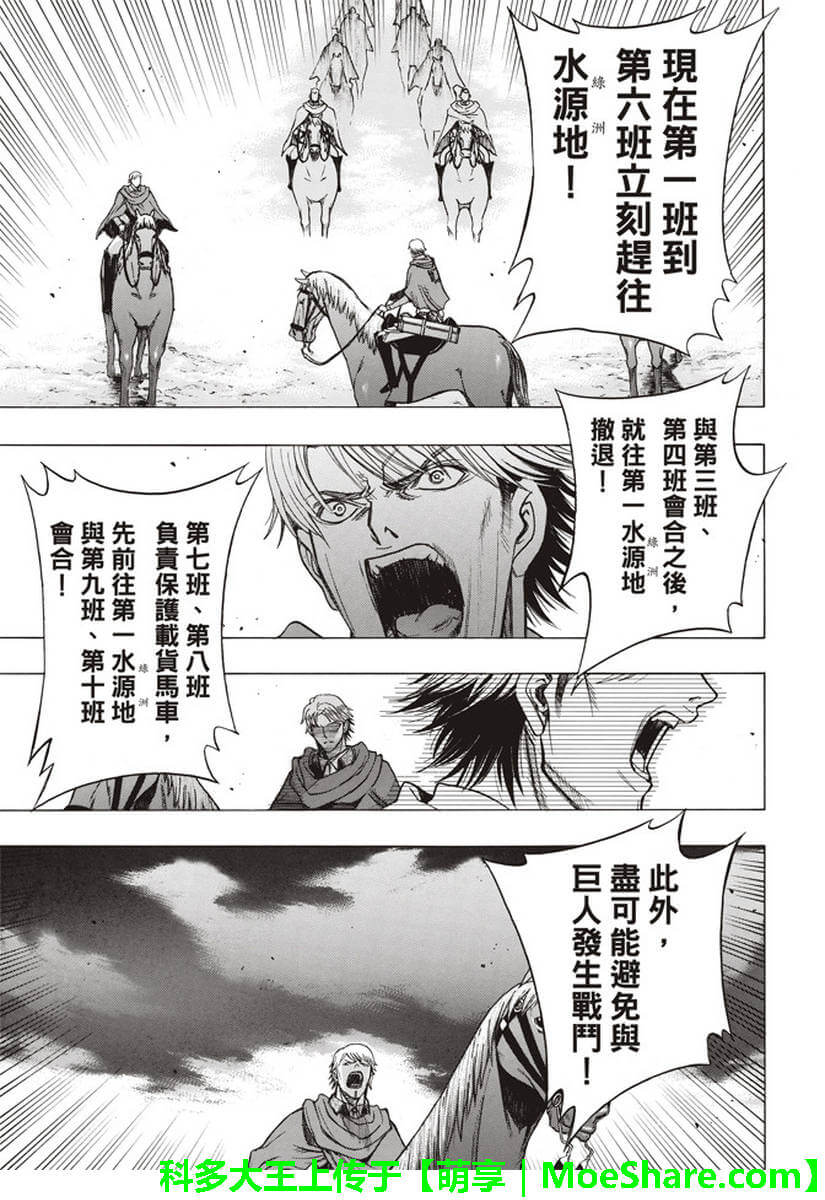 現在第一班到
第六班立刻趕往
綠洲
水源地！
與第三班、
第四班會合之後，
就往第一水源地
綠洲
撤退！
第七班、第八班
負責保護載貨馬車，
先前往第一水源地
綠洲
與第九班、第十班
會合！
此外，
盡可能避免與
巨人發生戰鬥！
科多大王上传于【萌享｜MoeShare.com】